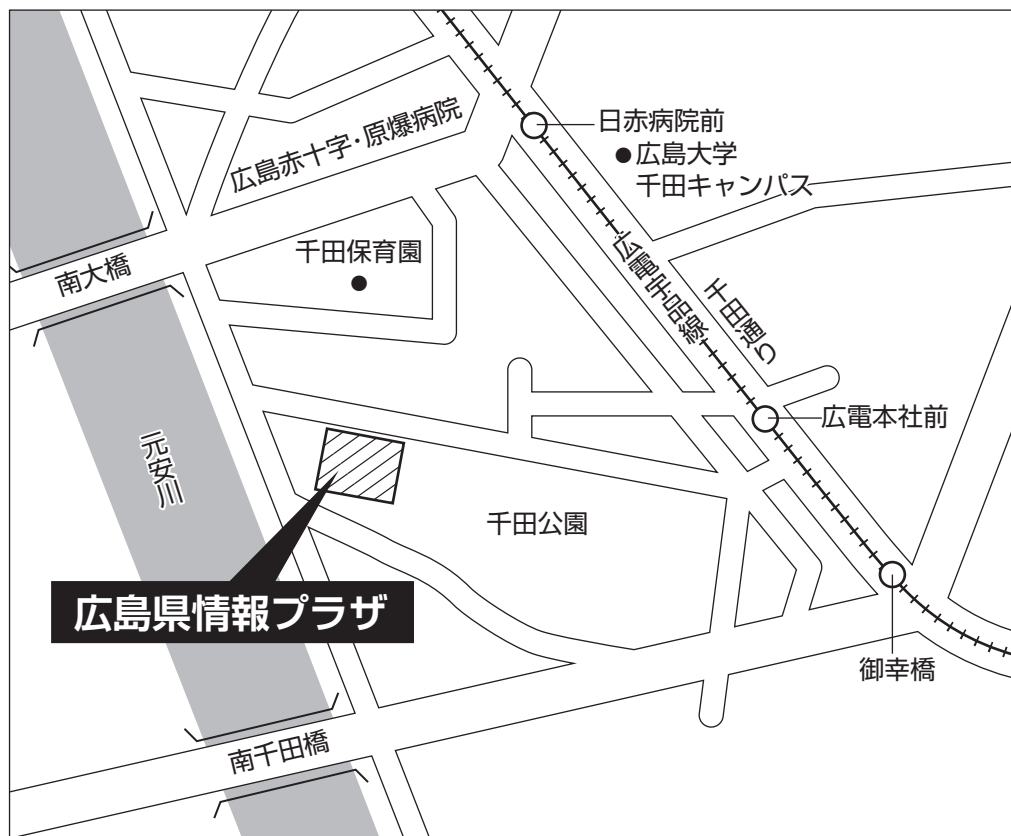 日赤病院前
広島大学
千田キャンパス
広島赤十字・原爆病院
千田保育園
南大橋
広電宇品線
千田通り
広電本社前
元安川
千田公園
広島県情報プラザ
御幸橋
南千田橋